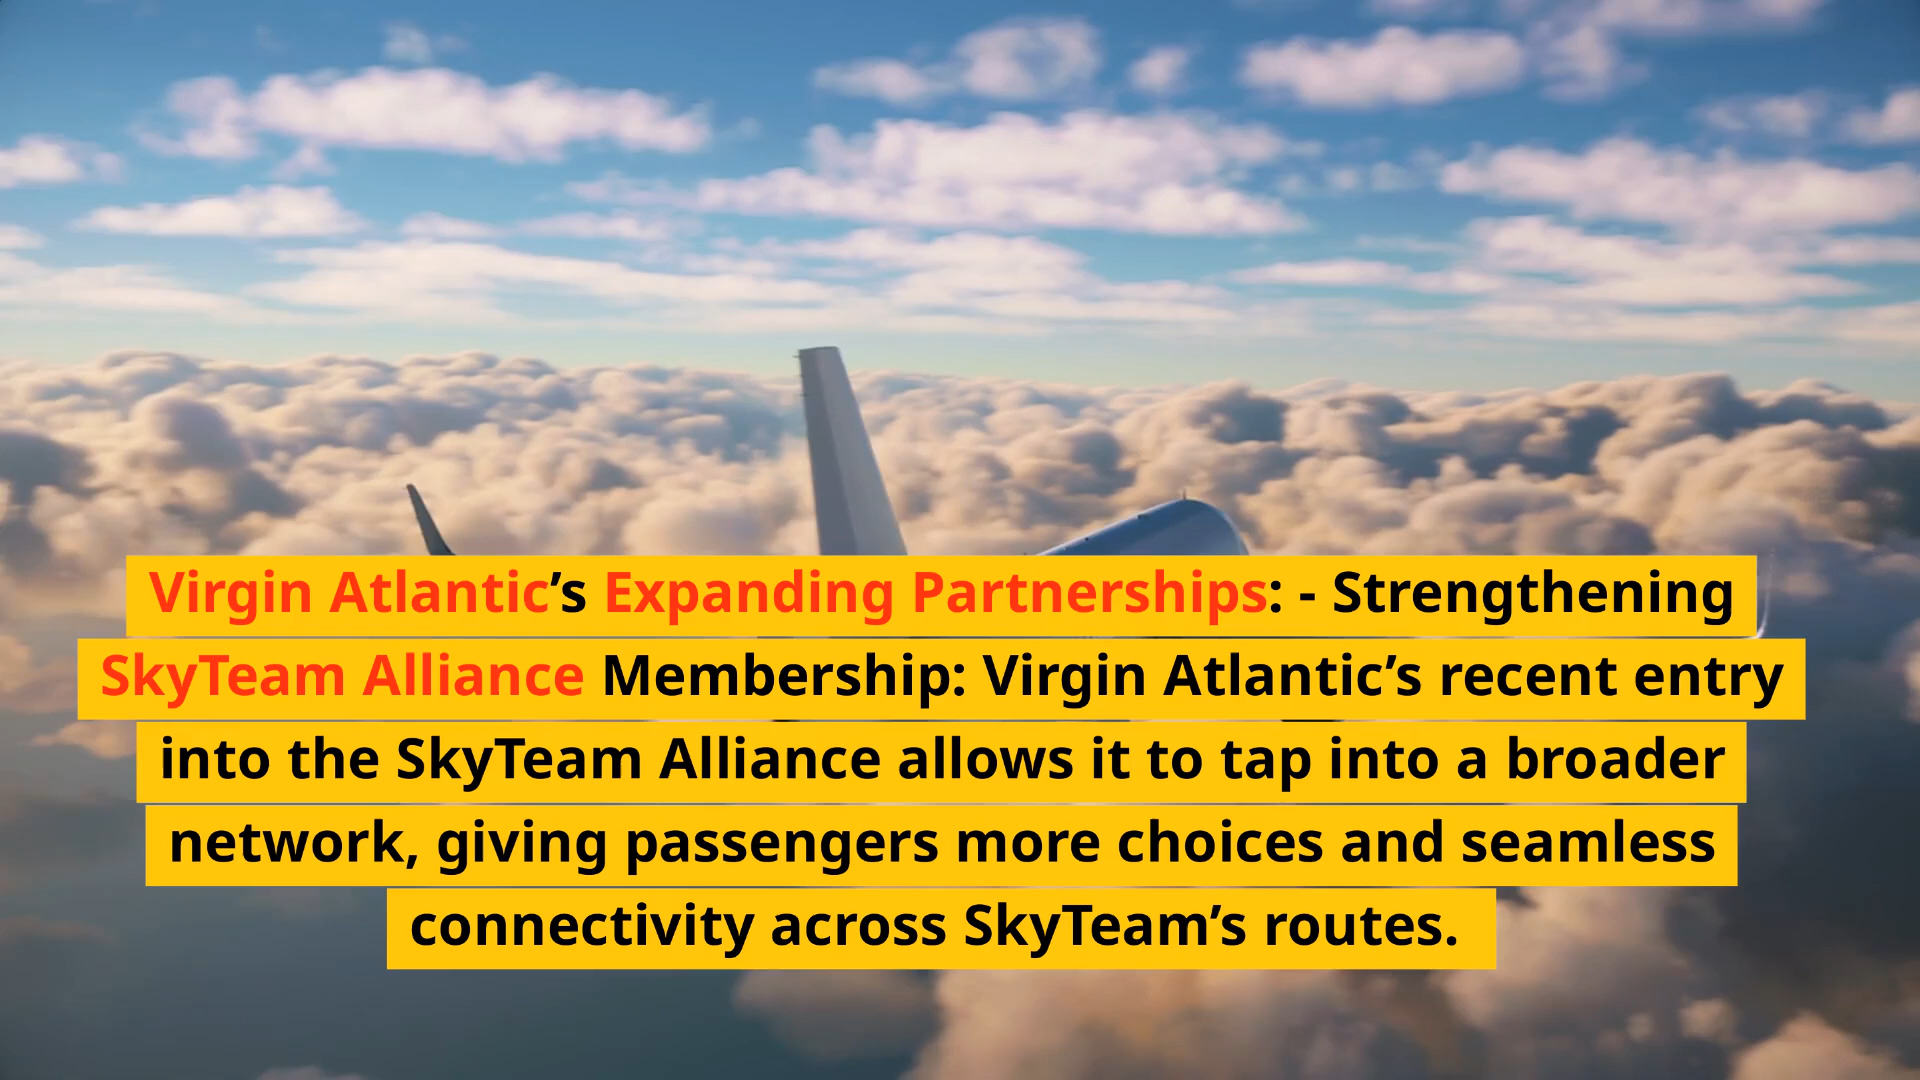 Virgin Atlantic’s Expanding Partnerships: - Strengthening
SkyTeam Alliance Membership: Virgin Atlantic’s recent entry
into the SkyTeam Alliance allows it to tap into a broader
network, giving passengers more choices and seamless
connectivity across SkyTeam’s routes.